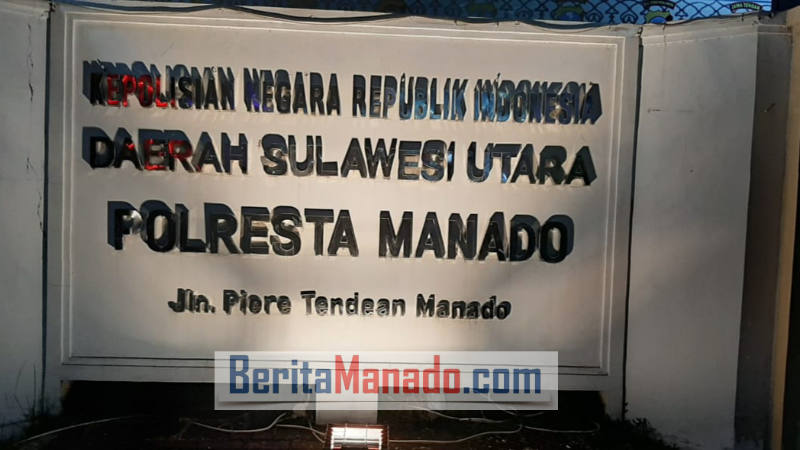 KEPOLISIAN NEGARA REPUBLIK INDONESIA
DAERAH SULAWESI UTARA
POLRESTA MANADO
Jln. Piere Tendean Manado
BeritaManado.com